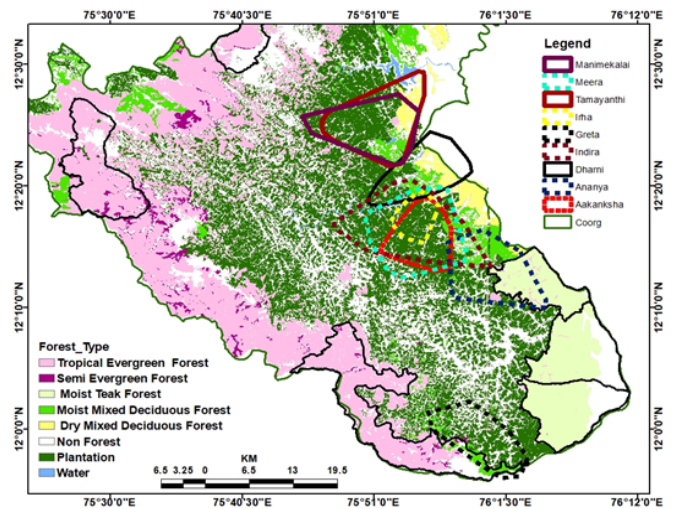 75°30'0"E 75°40'30"E 75°51'0"E 76°1'30"E 76°12'0"E
12°30'0"N
12°20'0"N
12°10'0"N
12°0'0"N
12°30'0"N
12°20'0"N
12°10'0"N
12°0'0"N
Legend
Manimekalai
Meera
Tamayanthi
Irha
Greta
Indira
Dharni
Ananya
Aakanksha
Coorg
Forest_Type
Tropical Evergreen Forest
Semi Evergreen Forest
Moist Teak Forest
Moist Mixed Deciduous Forest
Dry Mixed Deciduous Forest
Non Forest
Plantation
Water
KM
6.5 3.25 0 6.5 13 19.5
75°30'0"E 75°40'30"E 75°51'0"E 76°1'30"E 76°12'0"E